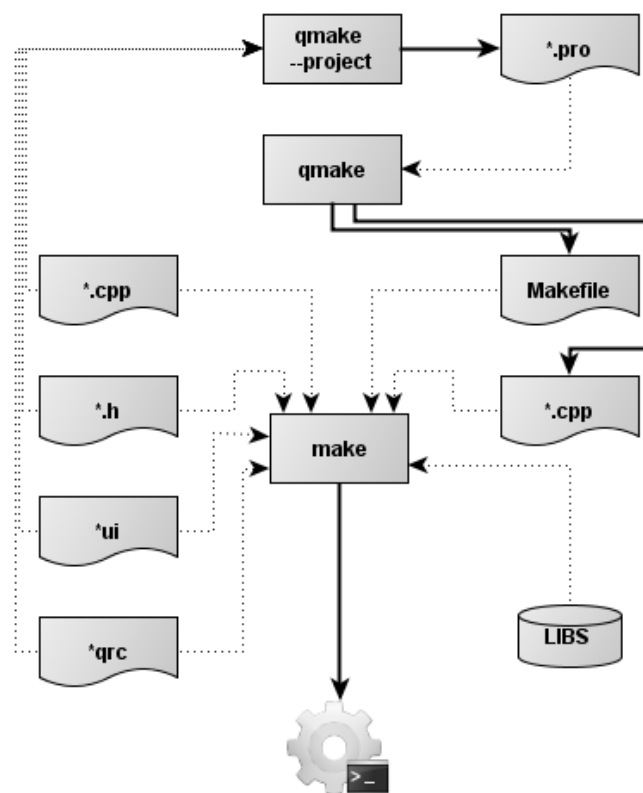 qmake
--project
*.pro
qmake
*.cpp
Makefile
*.h
*.cpp
make
*ui
*qrc
LIBS
>_